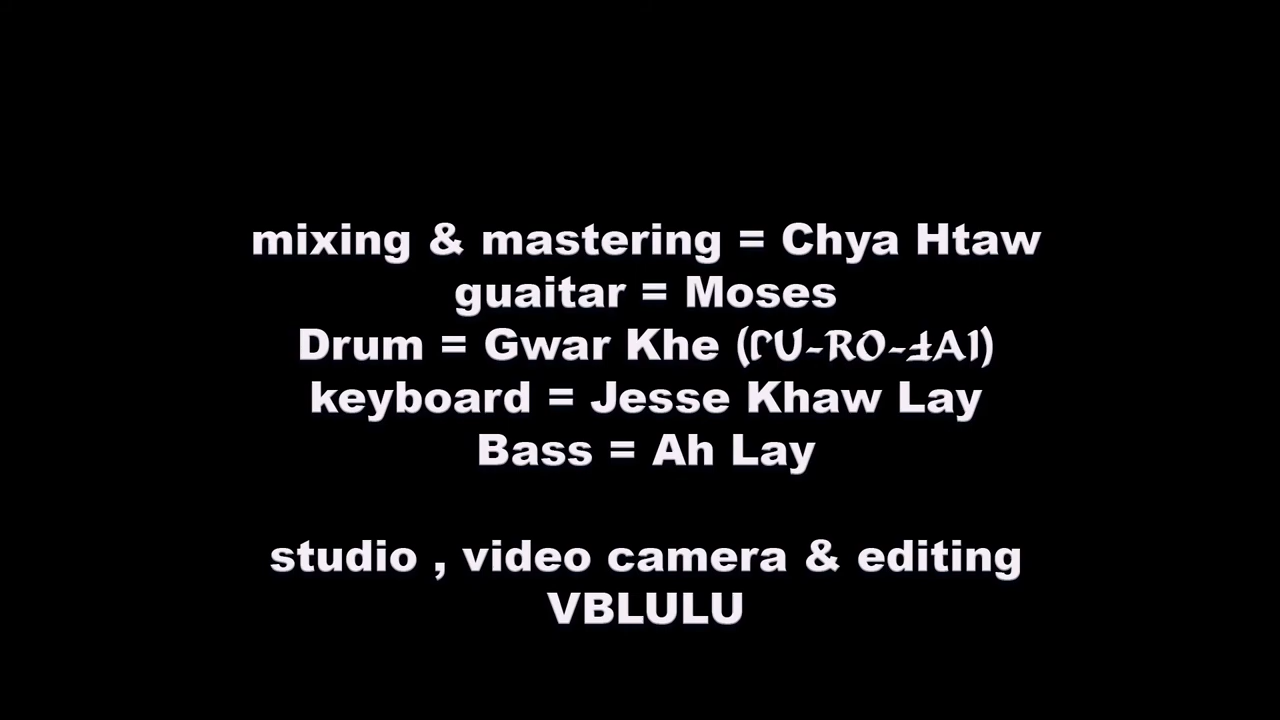 mixing & mastering = Chya Htaw
guaitar = Moses
Drum = Gwar Khe
keyboard = Jesse Khaw Lay
Bass = Ah Lay
studio , video camera & editing
VBLULU